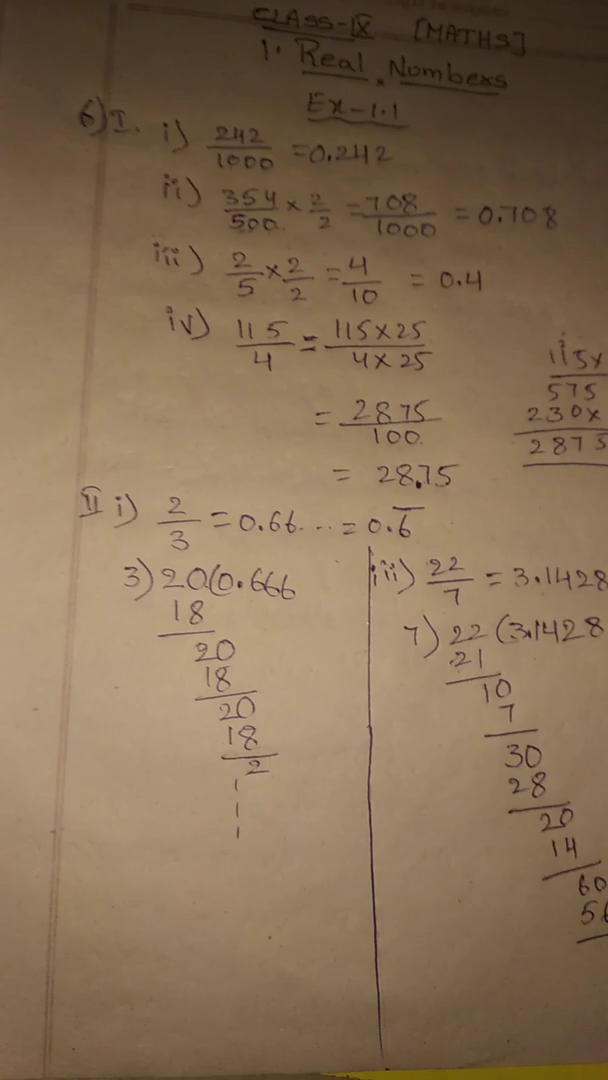 CLASS-IX [MATHS]
1. Real Numbers
Ex-1.1
6) I. i) 242/1000 = 0.242
ii) 354/500 × 2/2 = 708/1000 = 0.708
iii) 2/5 × 2/2 = 4/10 = 0.4
iv) 115/4 = 115×25/4×25
= 2875/100
= 28.75
115×
575
230×
2875
II i) 2/3 = 0.66... = 0.6̅
3)20(0.666
18
20
18
20
18
2
iii) 22/7 = 3.1428
7)22(3.1428
21
10
7
30
28
20
14
60